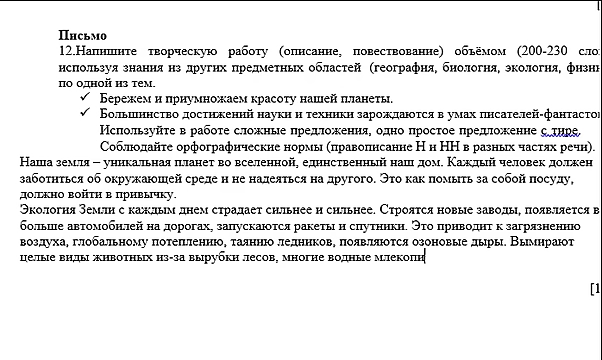 Письмо
12.Напишите творческую работу (описание, повествование) объёмом (200-230
используя знания из других предметных областей (география, биология, экология,
по одной из тем.
✓ Бережем и приумножаем красоту нашей планеты.
✓ Большинство достижений науки и техники зарождаются в умах
Используйте в работе сложные предложения, одно простое предложение с тире.
Соблюдайте орфографические нормы (правописание Н и НН в разных частях речи).
Наша земля – уникальная планет во вселенной, единственный наш дом. Каждый человек должен
заботиться об окружающей среде и не надеяться на другого. Это как помыть за собой посуду,
должно войти в привычку.
Экология Земли с каждым днем страдает сильнее и сильнее. Строятся новые заводы, появляется в
больше автомобилей на дорогах, запускаются ракеты и спутники. Это приводит к загрязнению
воздуха, глобальному потеплению, таянию ледников, появляются озоновые дыры. Вымирают
целые виды животных из-за вырубки лесов, многие водные млекопи
[1